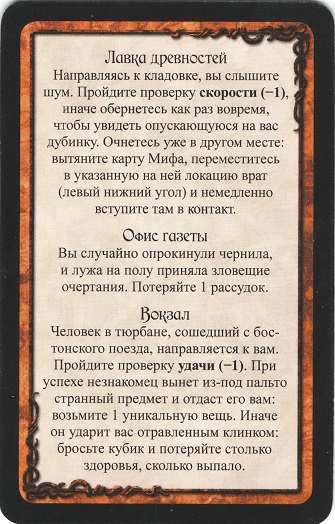 Лавка древностей
Направляясь к кладовке, вы слышите
шум. Пройдите проверку скорости (−1),
иначе обернетесь как раз вовремя,
чтобы увидеть опускающуюся на вас
дубинку. Очнетесь уже в другом месте:
вытяните карту Мифа, переместитесь
в указанную на ней локацию врат
(левый нижний угол) и немедленно
вступите там в контакт.
Офис газеты
Вы случайно опрокинули чернила,
и лужа на полу приняла зловещие
очертания. Потеряйте 1 рассудок.
Вокзал
Человек в тюрбане, сошедший с бос-
тонского поезда, направляется к вам.
Пройдите проверку удачи (−1). При
успехе незнакомец вынет из-под пальто
странный предмет и отдаст его вам:
возьмите 1 уникальную вещь. Иначе
он ударит вас отравленным клинком:
бросьте кубик и потеряйте столько
здоровья, сколько выпало.